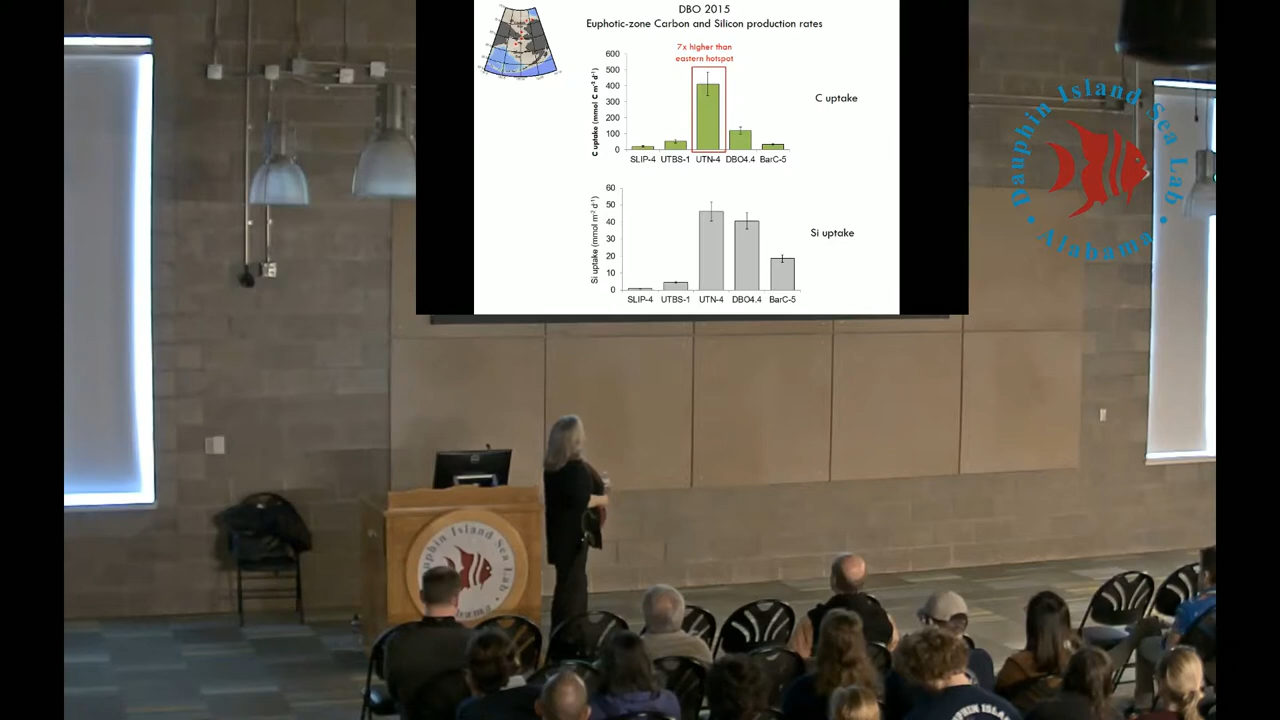 DBO 2015
Euphotic-zone Carbon and Silicon production rates
7x higher than
eastern hotspot
C uptake (mmol C m⁻² d⁻¹)
600
500
400
300
200
100
0
SLIP-4 UTBS-1 UTN-4 DBO4.4 BarC-5
C uptake
Si uptake (mmol m⁻² d⁻¹)
60
50
40
30
20
10
0
SLIP-4 UTBS-1 UTN-4 DBO4.4 BarC-5
Si uptake
Dauphin Island Sea Lab
Alabama
Dauphin Island Sea Lab
DAUPHIN ISLAND